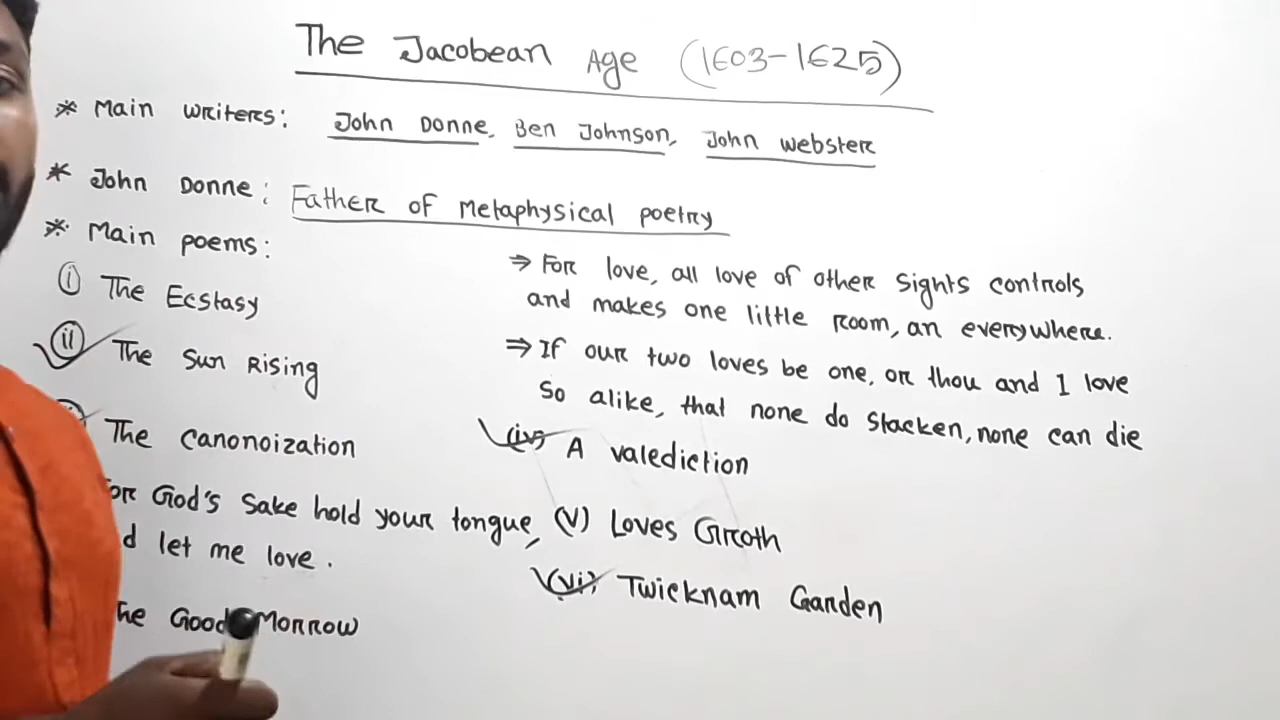 The Jacobean Age (1603-1625)
* Main writers: John Donne, Ben Johnson, John Webster
* John Donne: Father of Metaphysical poetry
* Main poems:
(i) The Ecstasy
(ii) The Sun Rising
The Canonoization
God's Sake hold your tongue,
let me love.
The Good Morrow
⇒ For love, all love of other Sights controls
and makes one little room, an everywhere.
⇒ If our two loves be one, or thou and I love
So alike, that none do Slacken, none can die
(iv) A valediction
(v) Loves Groth
(vi) Twicknam Garden